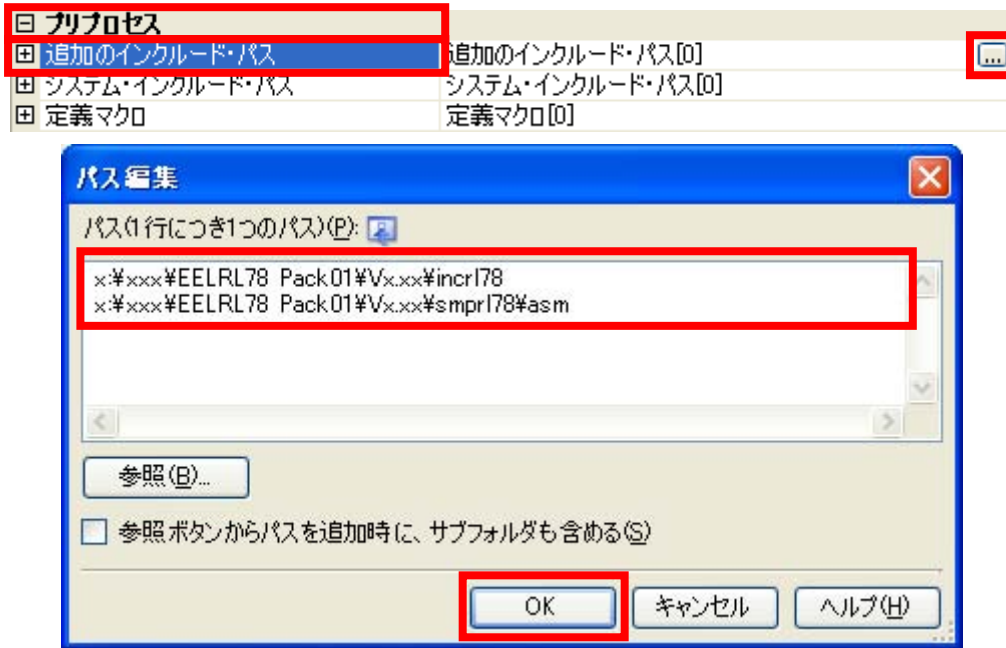 プリプロセス
追加のインクルード・パス 追加のインクルード・パス[0] ...
システム・インクルード・パス システム・インクルード・パス[0]
定義マクロ 定義マクロ[0]
パス編集
パス(1行につき1つのパス)(P):
x:¥xxx¥EELRL78 Pack01¥Vx.xx¥incrl78
x:¥xxx¥EELRL78 Pack01¥Vx.xx¥smprl78¥asm
参照(B)...
参照ボタンからパスを追加時に、サブフォルダも含める(S)
OK キャンセル ヘルプ(H)